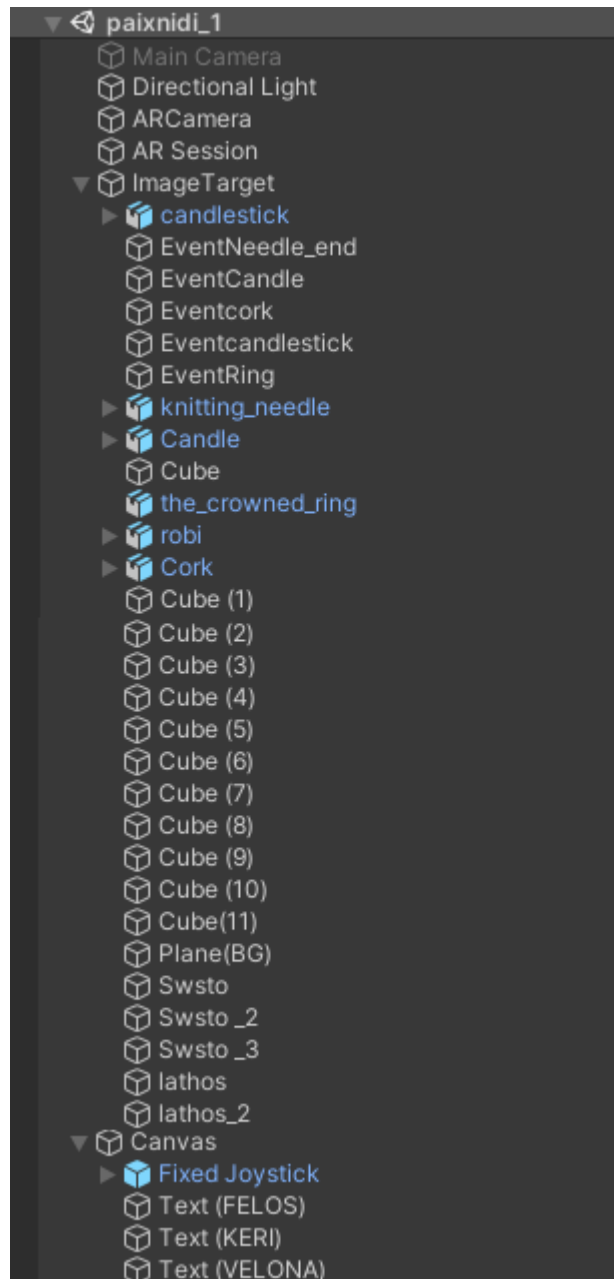 paixnidi_1
Main Camera
Directional Light
ARCamera
AR Session
ImageTarget
candlestick
EventNeedle_end
EventCandle
Eventcork
Eventcandlestick
EventRing
knitting_needle
Candle
Cube
the_crowned_ring
robi
Cork
Cube (1)
Cube (2)
Cube (3)
Cube (4)
Cube (5)
Cube (6)
Cube (7)
Cube (8)
Cube (9)
Cube (10)
Cube(11)
Plane(BG)
Swsto
Swsto _2
Swsto _3
lathos
lathos_2
Canvas
Fixed Joystick
Text (FELOS)
Text (KERI)
Text (VELONA)